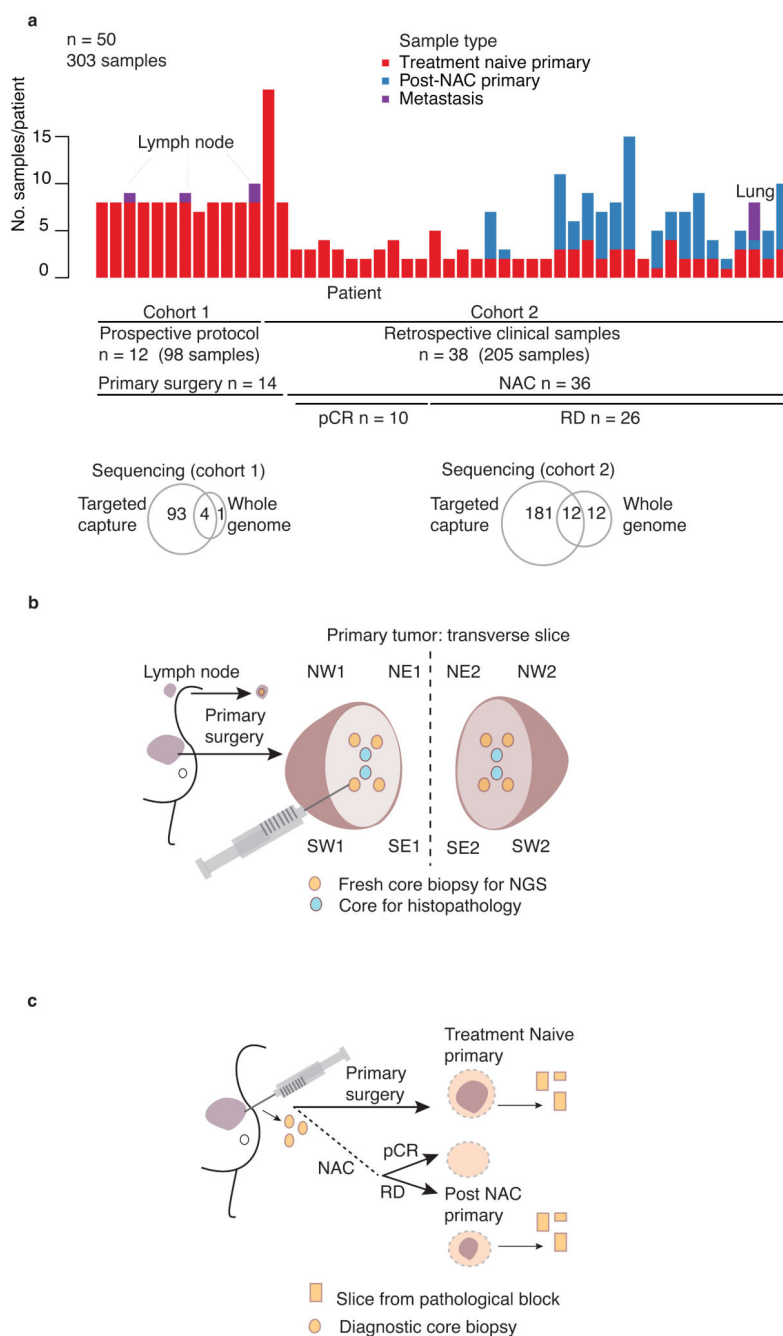 a
n = 50
303 samples
Sample type
Treatment naive primary
Post-NAC primary
Metastasis
No. samples/patient
15
10
5
0
Lymph node
Lung
Patient
Cohort 1
Cohort 2
Prospective protocol
n = 12 (98 samples)
Retrospective clinical samples
n = 38 (205 samples)
Primary surgery n = 14
NAC n = 36
pCR n = 10
RD n = 26
Sequencing (cohort 1)
Targeted capture
93
4
1
Whole genome
Sequencing (cohort 2)
Targeted capture
181
12
12
Whole genome
b
Primary tumor: transverse slice
Lymph node
NW1 NE1 NE2 NW2
Primary
surgery
SW1 SE1 SE2 SW2
Fresh core biopsy for NGS
Core for histopathology
c
Treatment Naive
primary
Primary
surgery
pCR
NAC
RD
Post NAC
primary
Slice from pathological block
Diagnostic core biopsy